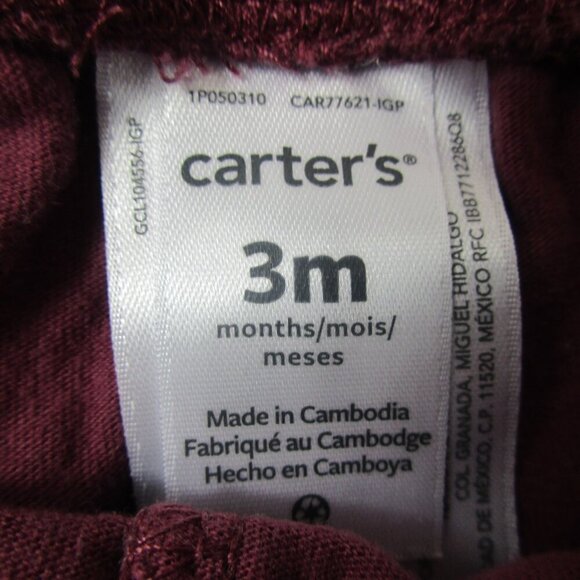 1P050310 CAR77621-IGP
carter's®
3m
months/mois/
meses
Made in Cambodia
Fabriqué au Cambodge
Hecho en Camboya
GCL104556-IGP
COL. GRANADA, MIGUEL HIDALGO
AD DE MÉXICO, C.P. 11520, MÉXICO RFC IBB7712286Q8